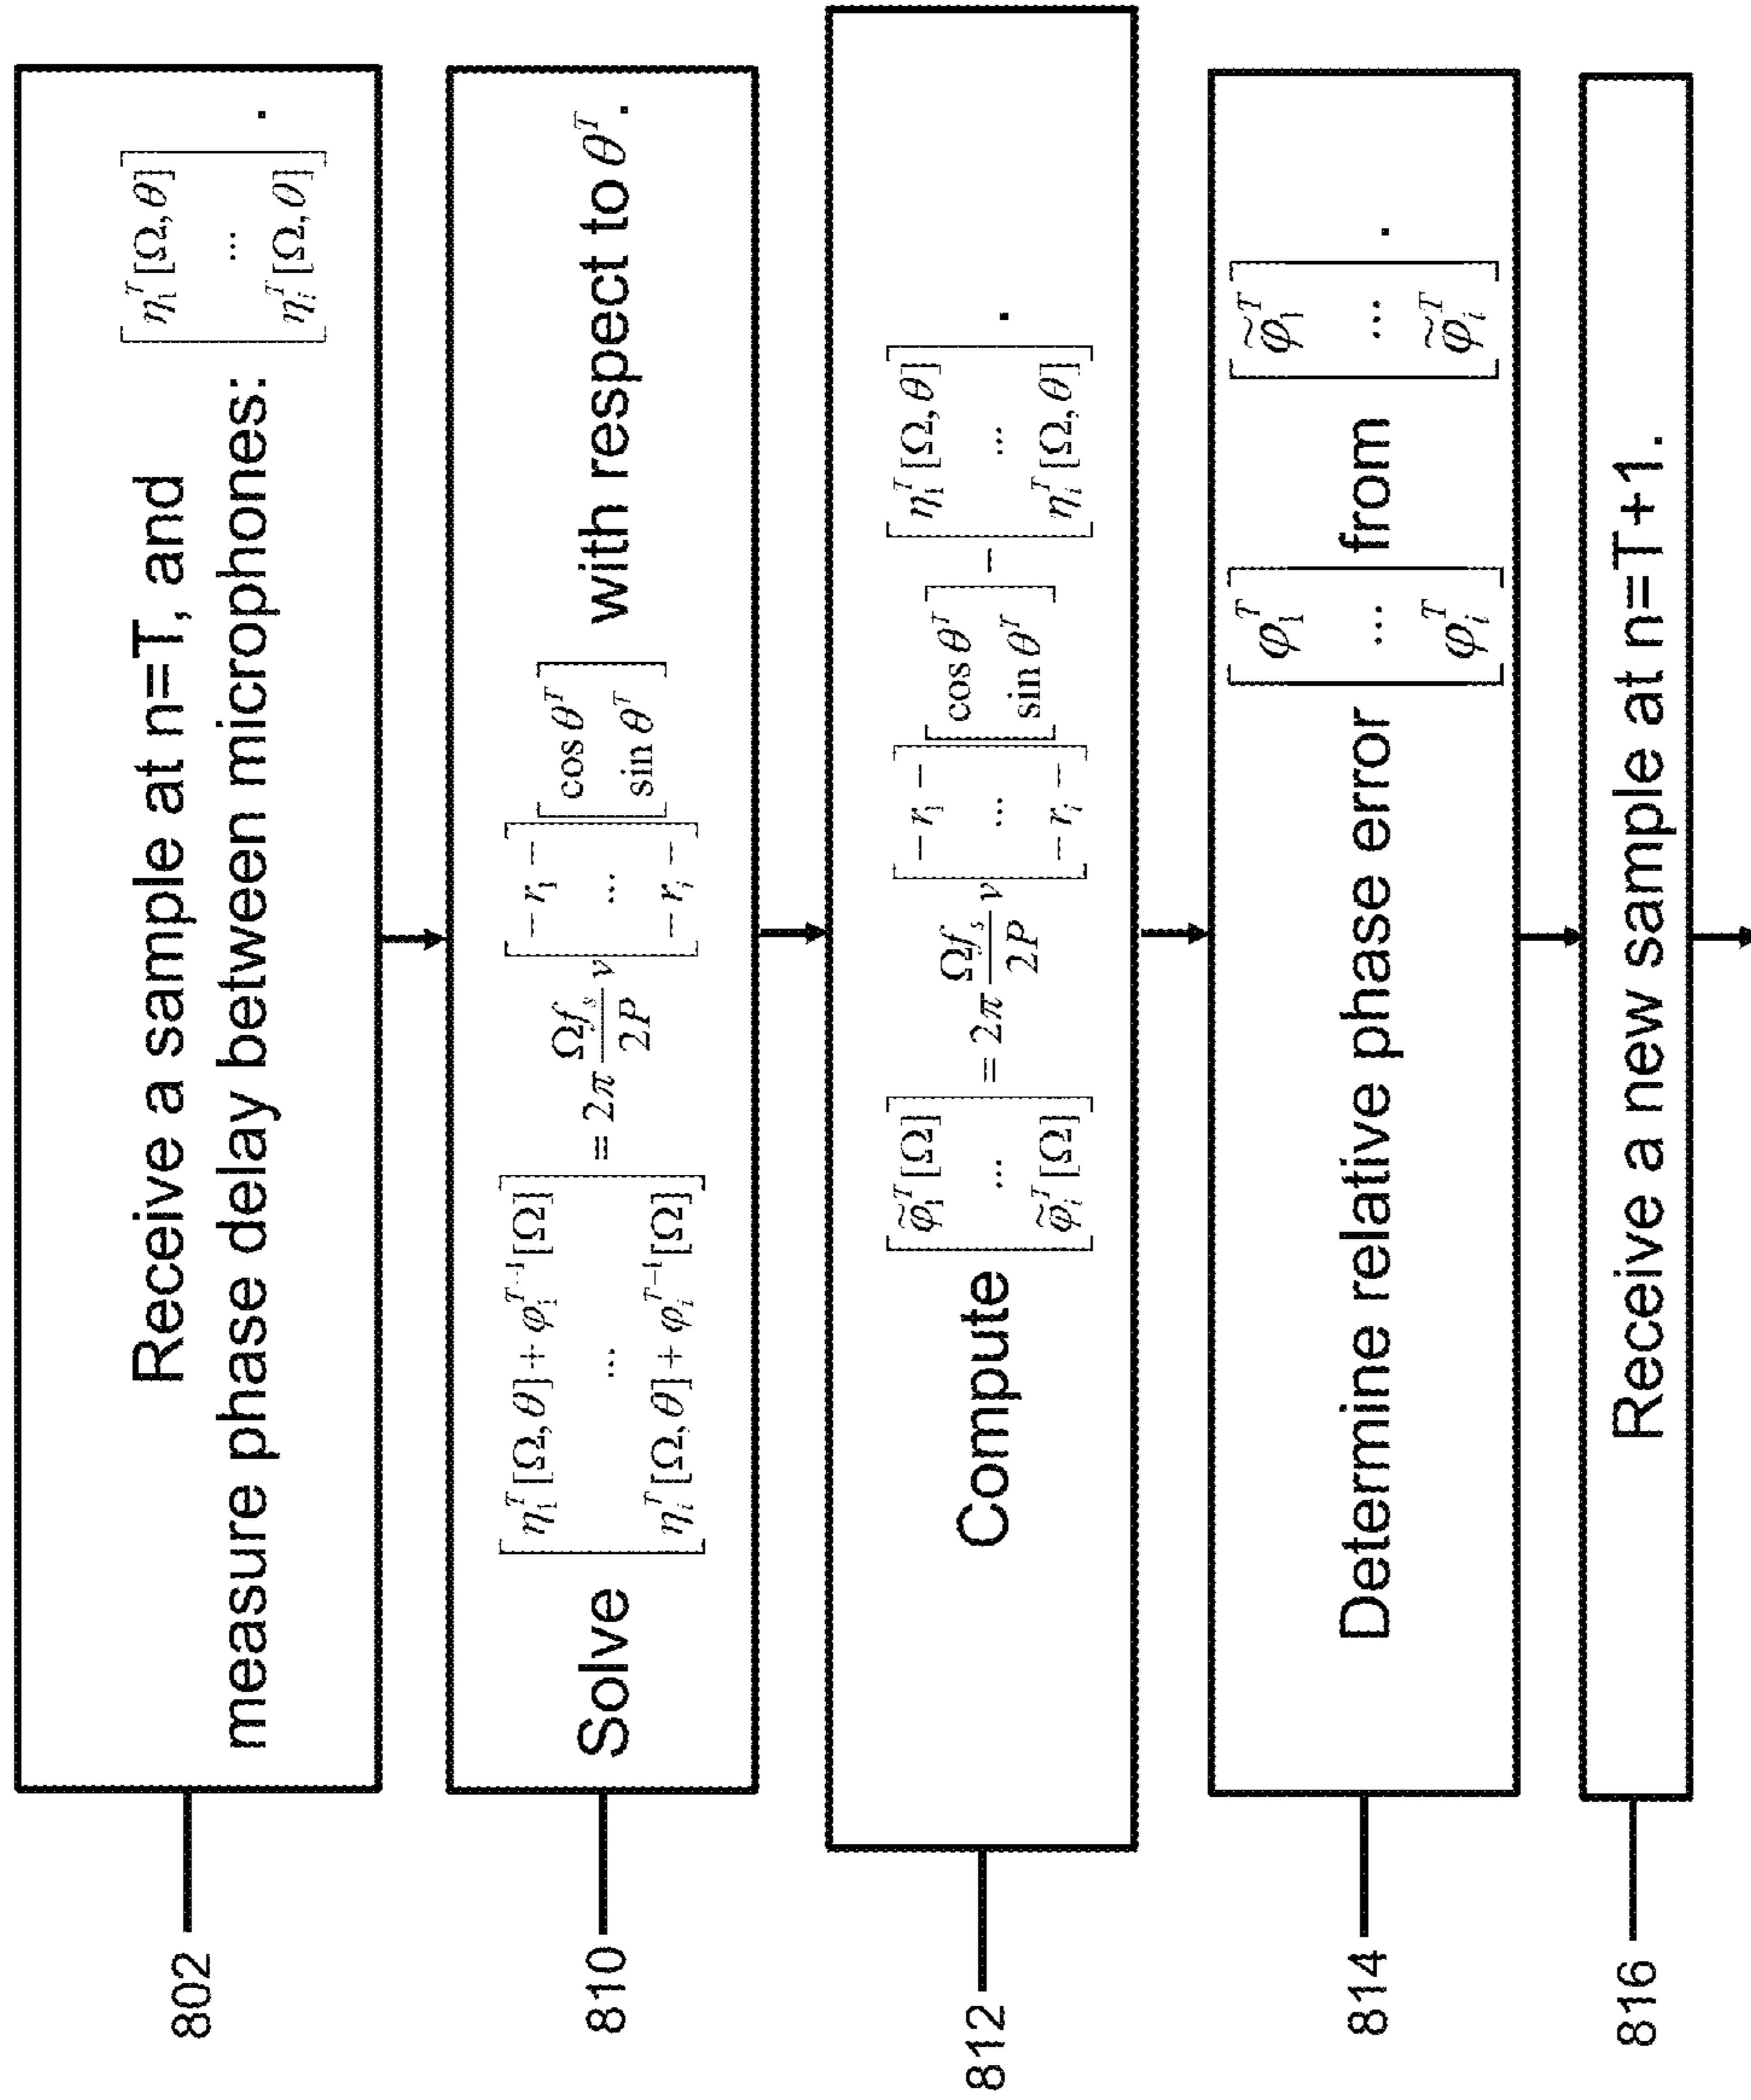 802
Receive a sample at n=T, and
measure phase delay between microphones: [η₁ᵀ[Ω,θ] ... ηᵢᵀ[Ω,θ]] .
810
Solve [η₁ᵀ[Ω,θ]+φ₁ᵀ⁻¹[Ω] ... ηᵢᵀ[Ω,θ]+φᵢᵀ⁻¹[Ω]] = 2π Ωfₛ/2P v [−r₁− ... −rᵢ−] [cos θᵀ sin θᵀ] with respect to θᵀ.
812
Compute [φ̃₁ᵀ[Ω] ... φ̃ᵢᵀ[Ω]] = 2π Ωfₛ/2P v [−r₁− ... −rᵢ−] [cos θᵀ sin θᵀ] − [η₁ᵀ[Ω,θ] ... ηᵢᵀ[Ω,θ]] .
814
Determine relative phase error [φ₁ᵀ ... φᵢᵀ] from [φ̃₁ᵀ ... φ̃ᵢᵀ] .
816
Receive a new sample at n=T+1.